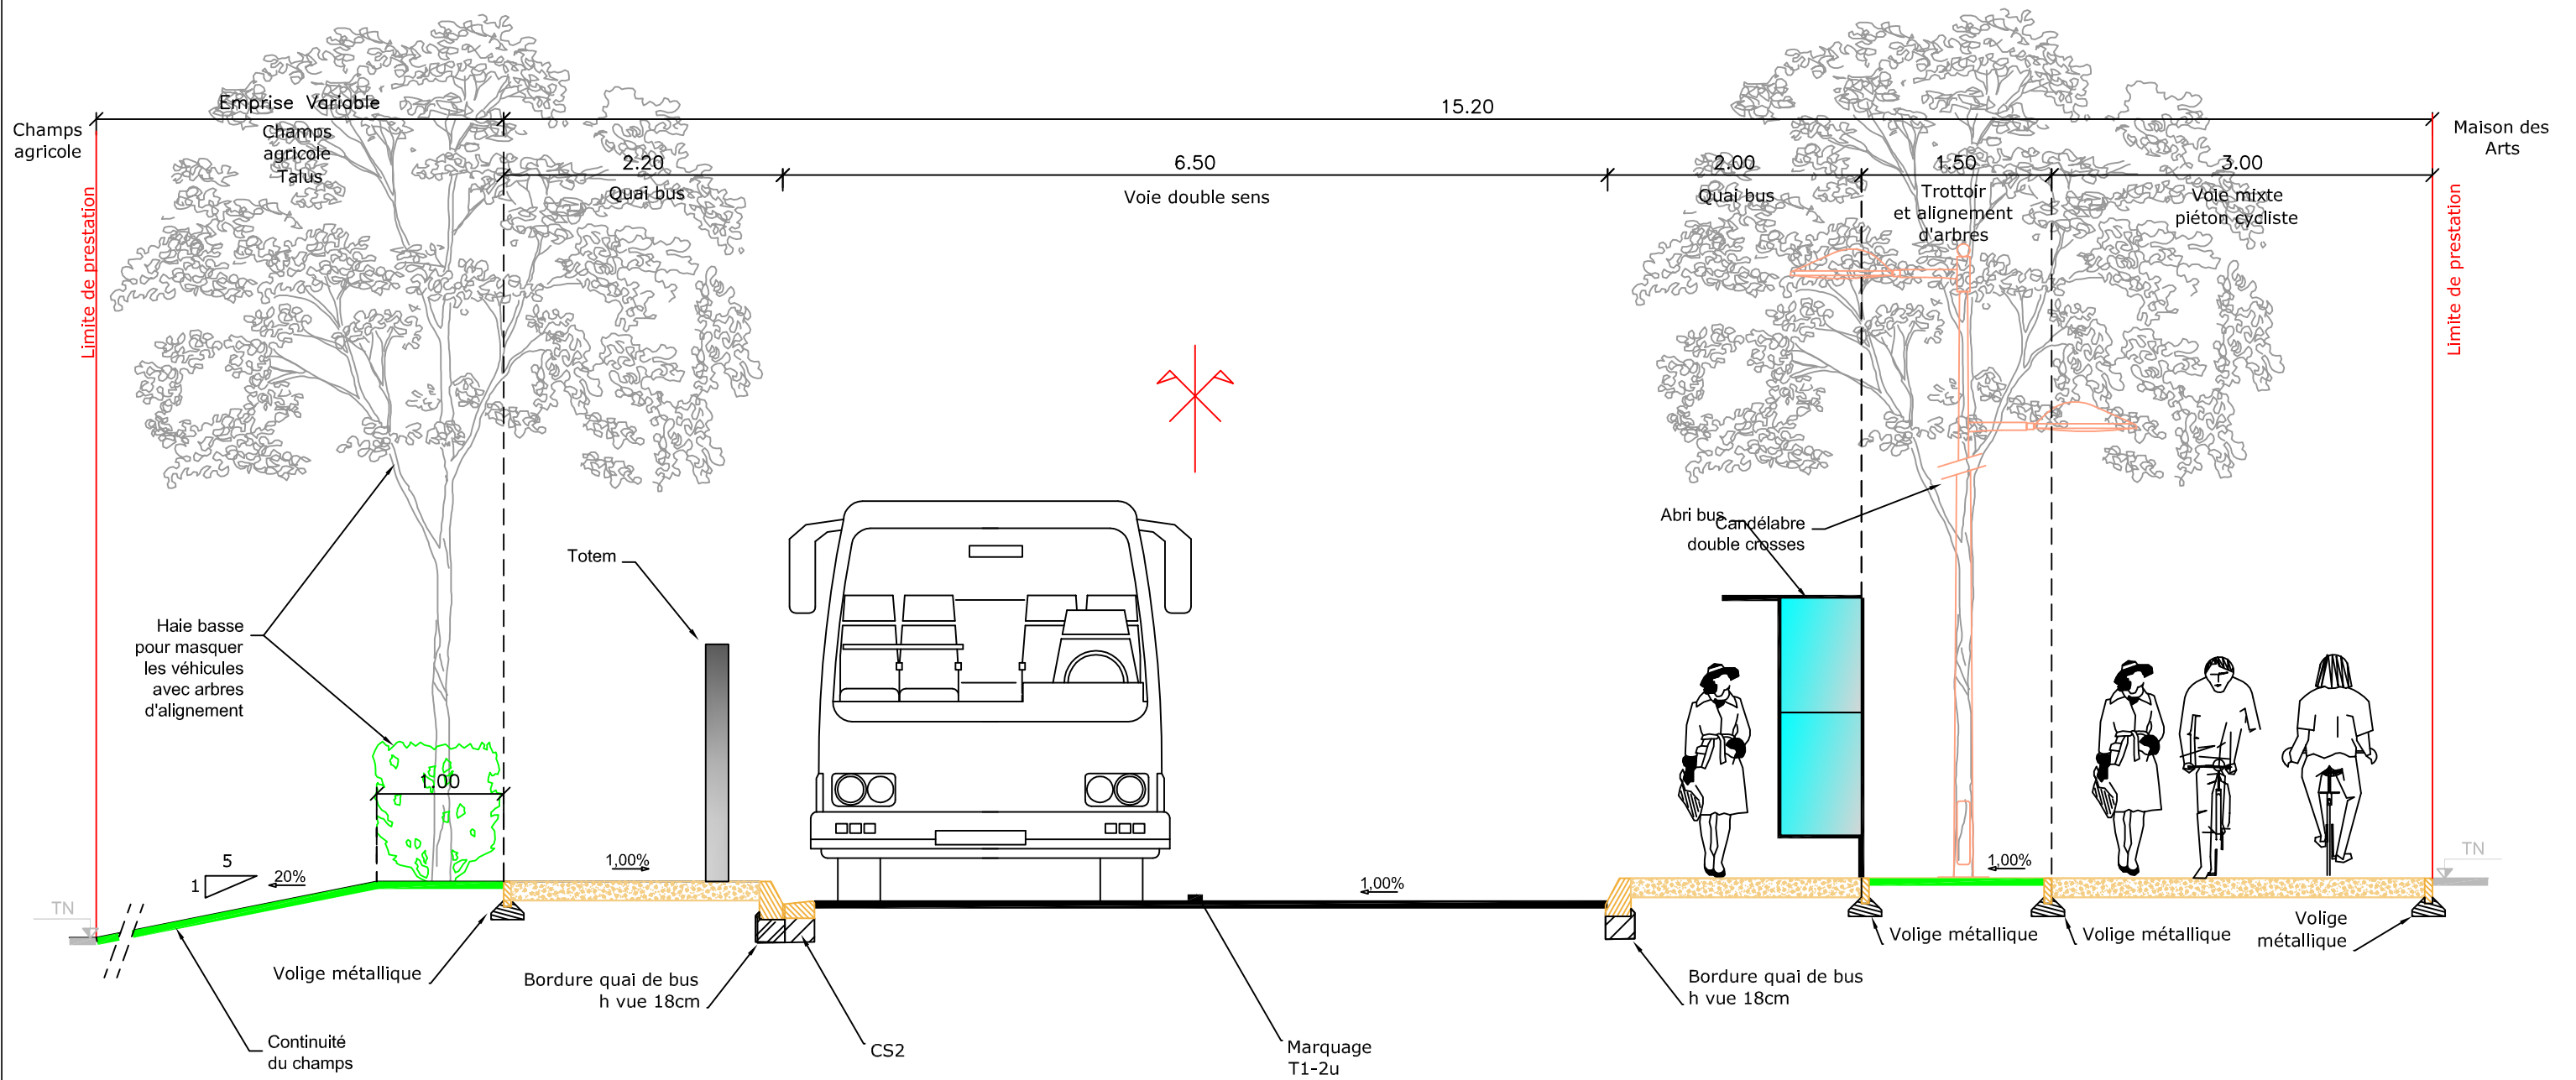 Emprise Variable
15.20
Champs
agricole
Champs
agricole
Talus
Maison des
Arts
2.20
Quai bus
6.50
Voie double sens
2.00
Quai bus
1.50
Trottoir
et alignement
d'arbres
3.00
Voie mixte
piéton cycliste
Limite de prestation
Limite de prestation
Abri bus
Candélabre
double crosses
Totem
Haie basse
pour masquer
les véhicules
avec arbres
d'alignement
1.00
5
1
20%
1,00%
1,00%
1,00%
TN
TN
Volige métallique
Bordure quai de bus
h vue 18cm
Bordure quai de bus
h vue 18cm
Volige métallique
Volige métallique
Volige
métallique
Continuité
du champs
CS2
Marquage
T1-2u